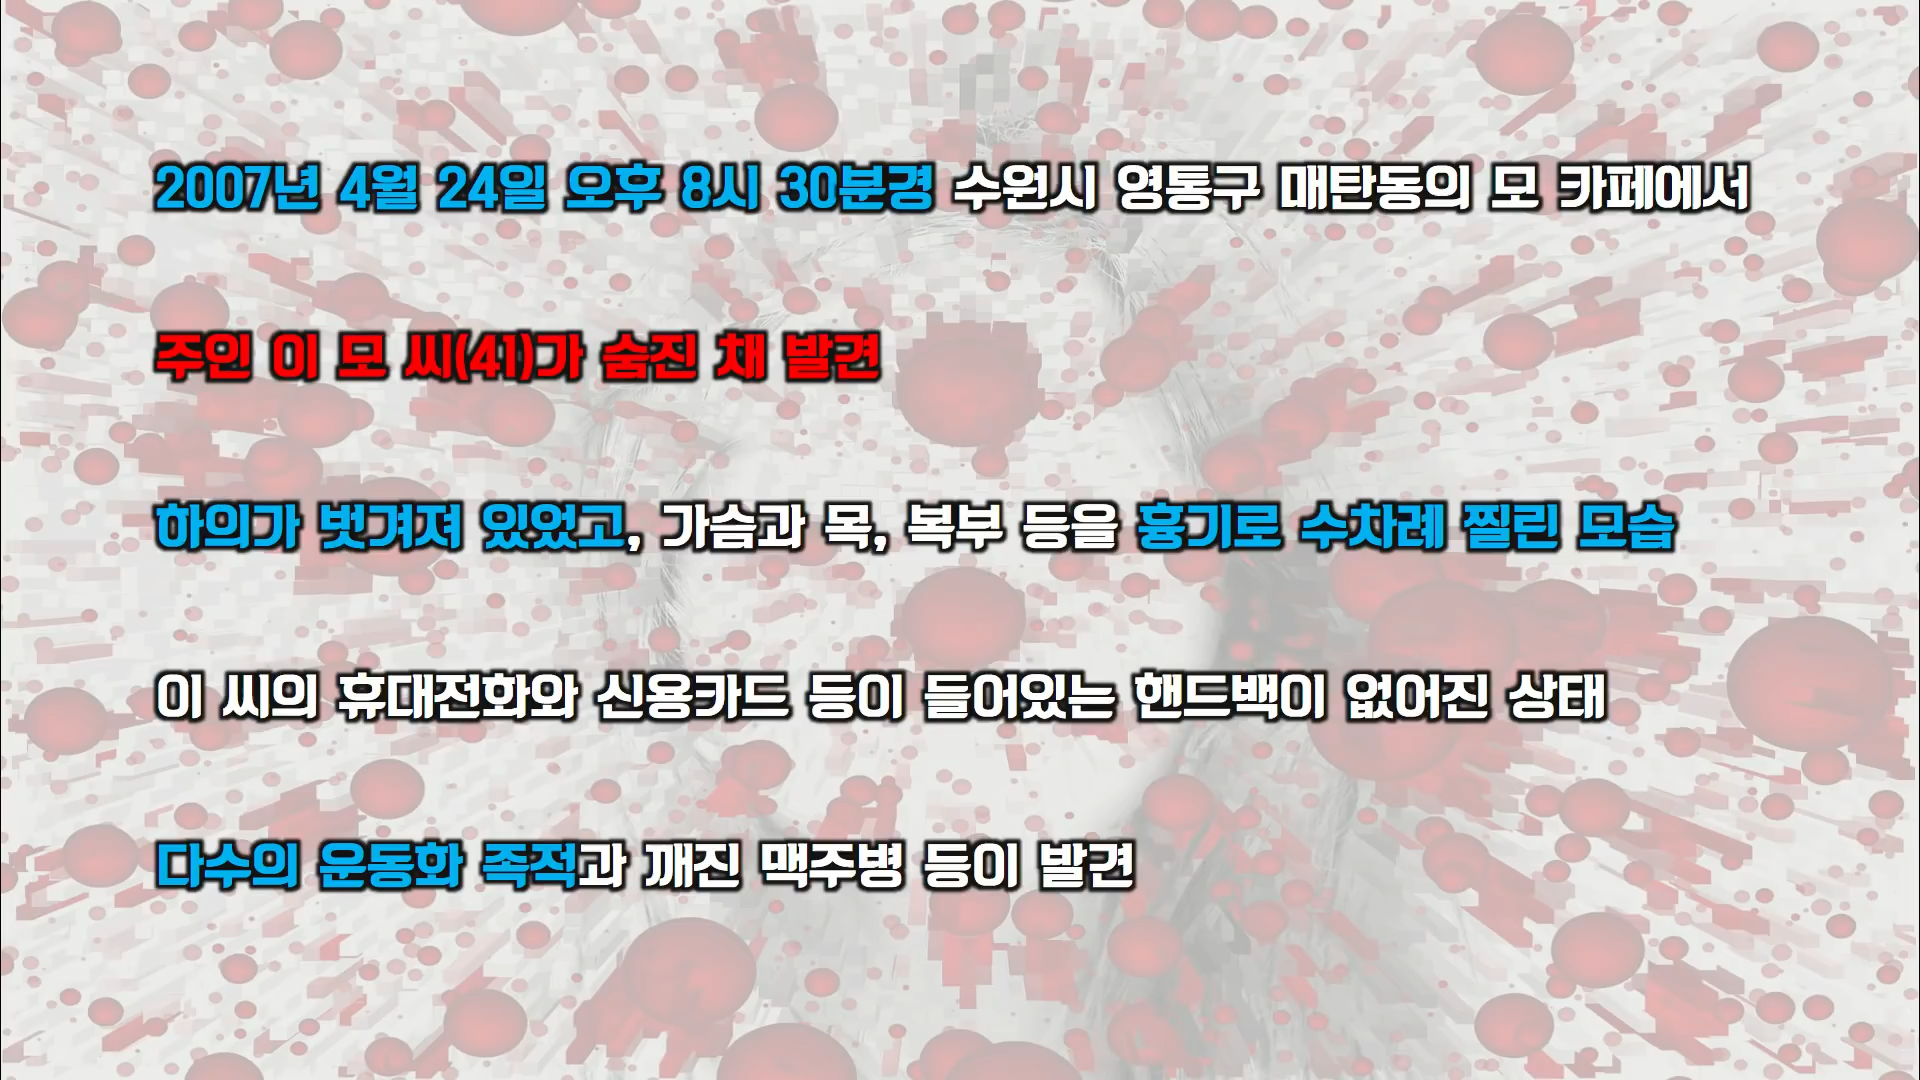 2007년 4월 24일 오후 8시 30분경 수원시 영통구 매탄동의 모 카페에서
주인 이 모 씨(41)가 숨진 채 발견
하의가 벗겨져 있었고, 가슴과 목, 복부 등을 흉기로 수차례 찔린 모습
이 씨의 휴대전화와 신용카드 등이 들어있는 핸드백이 없어진 상태
다수의 운동화 족적과 깨진 맥주병 등이 발견